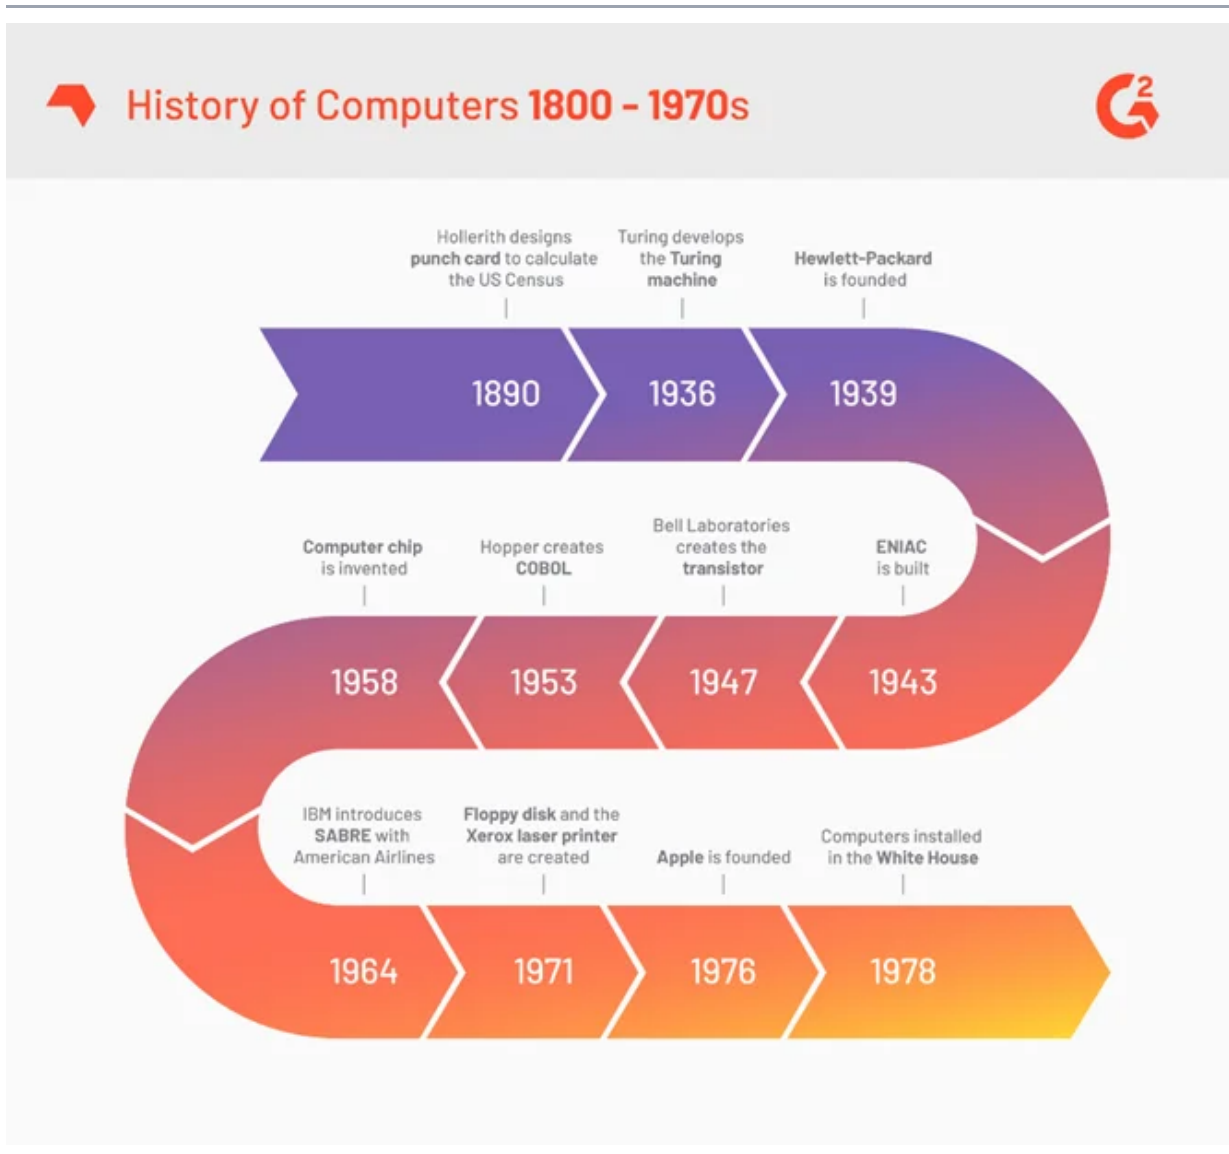 History of Computers 1800 - 1970s
G2
Hollerith designs
punch card to calculate
the US Census
Turing develops
the Turing
machine
Hewlett-Packard
is founded
1890
1936
1939
Computer chip
is invented
Hopper creates
COBOL
Bell Laboratories
creates the
transistor
ENIAC
is built
1958
1953
1947
1943
IBM introduces
SABRE with
American Airlines
Floppy disk and the
Xerox laser printer
are created
Apple is founded
Computers installed
in the White House
1964
1971
1976
1978